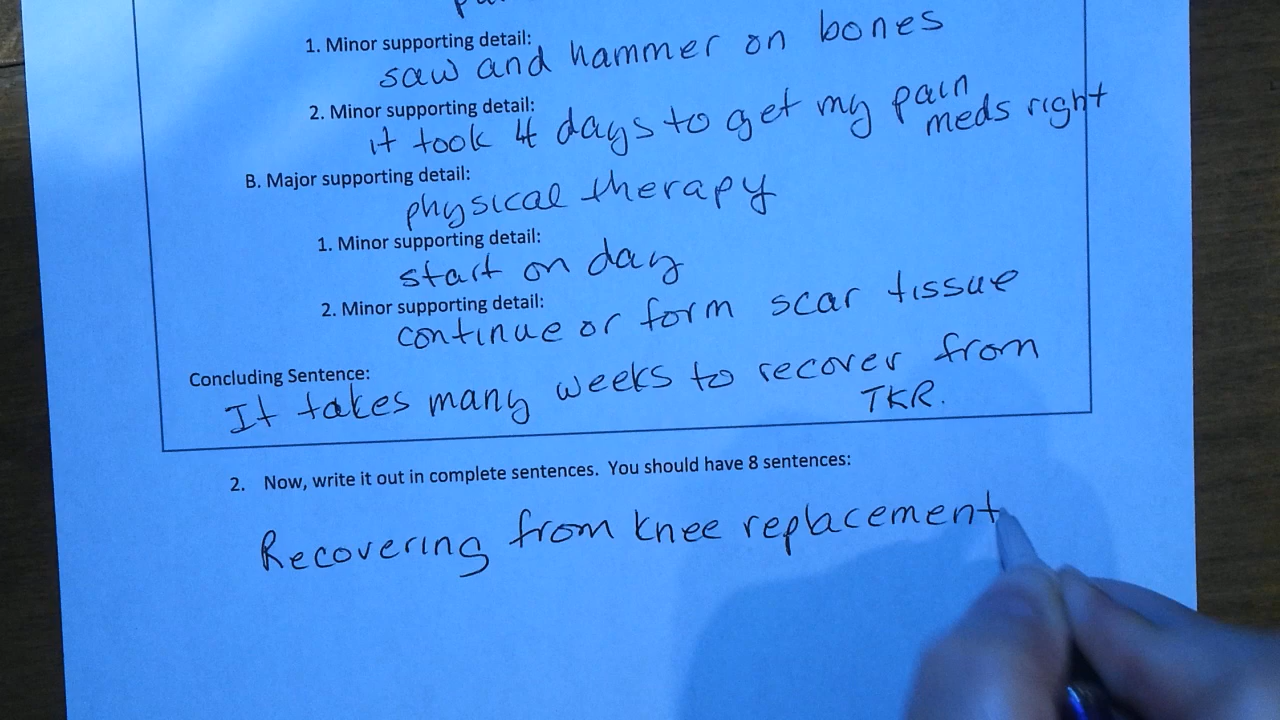 1. Minor supporting detail:
saw and hammer on bones
2. Minor supporting detail:
it took 4 days to get my pain
meds right
B. Major supporting detail:
physical therapy
1. Minor supporting detail:
start on day
2. Minor supporting detail:
continue or form scar tissue
Concluding Sentence:
It takes many weeks to recover from
TKR.
2. Now, write it out in complete sentences. You should have 8 sentences:
Recovering from knee replacement